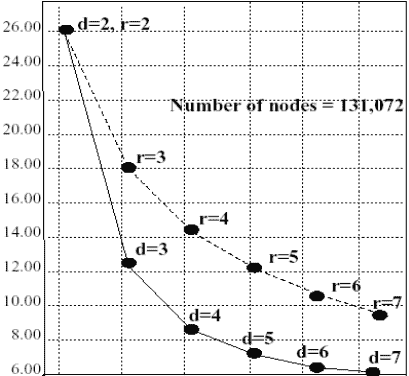 26.00
d=2, r=2
24.00
22.00
Number of nodes = 131,072
20.00
18.00
r=3
16.00
14.00
r=4
d=3
12.00
r=5
10.00
r=6
r=7
8.00
d=4
d=5
d=6
d=7
6.00